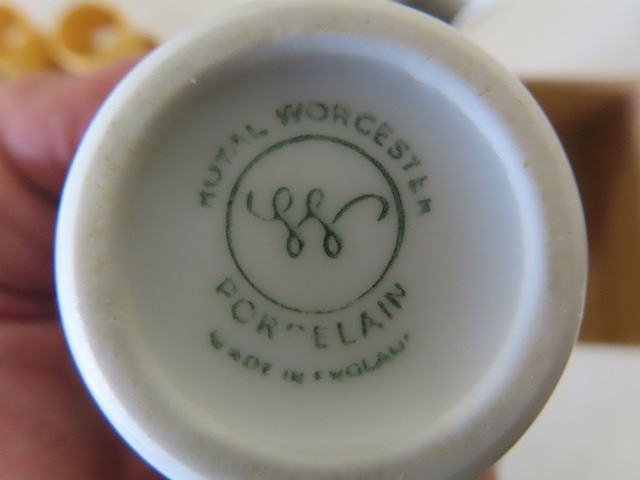 ROYAL WORCESTER
W
PORCELAIN
MADE IN ENGLAND